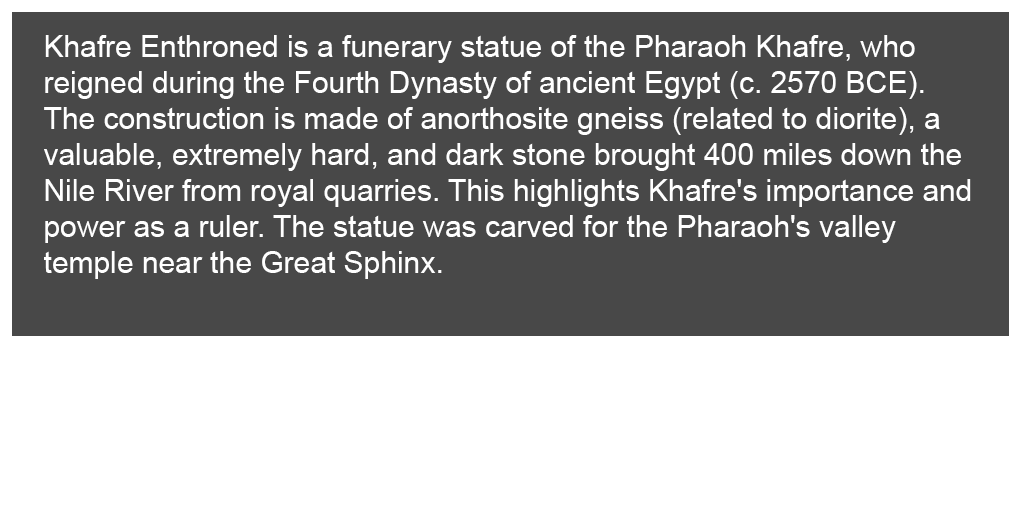 Khafre Enthroned is a funerary statue of the Pharaoh Khafre, who
reigned during the Fourth Dynasty of ancient Egypt (c. 2570 BCE).
The construction is made of anorthosite gneiss (related to diorite), a
valuable, extremely hard, and dark stone brought 400 miles down the
Nile River from royal quarries. This highlights Khafre's importance and
power as a ruler. The statue was carved for the Pharaoh's valley
temple near the Great Sphinx.